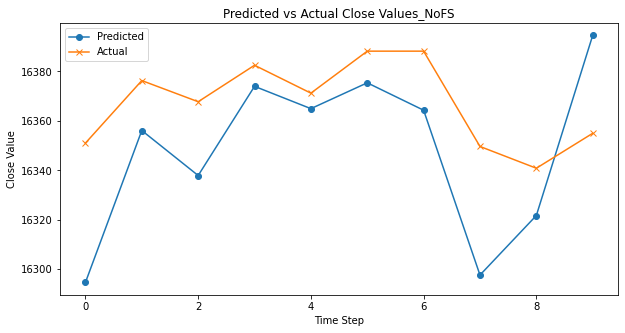 Predicted vs Actual Close Values_NoFS
Predicted
Actual
Close Value
16380
16360
16340
16320
16300
0 2 4 6 8
Time Step